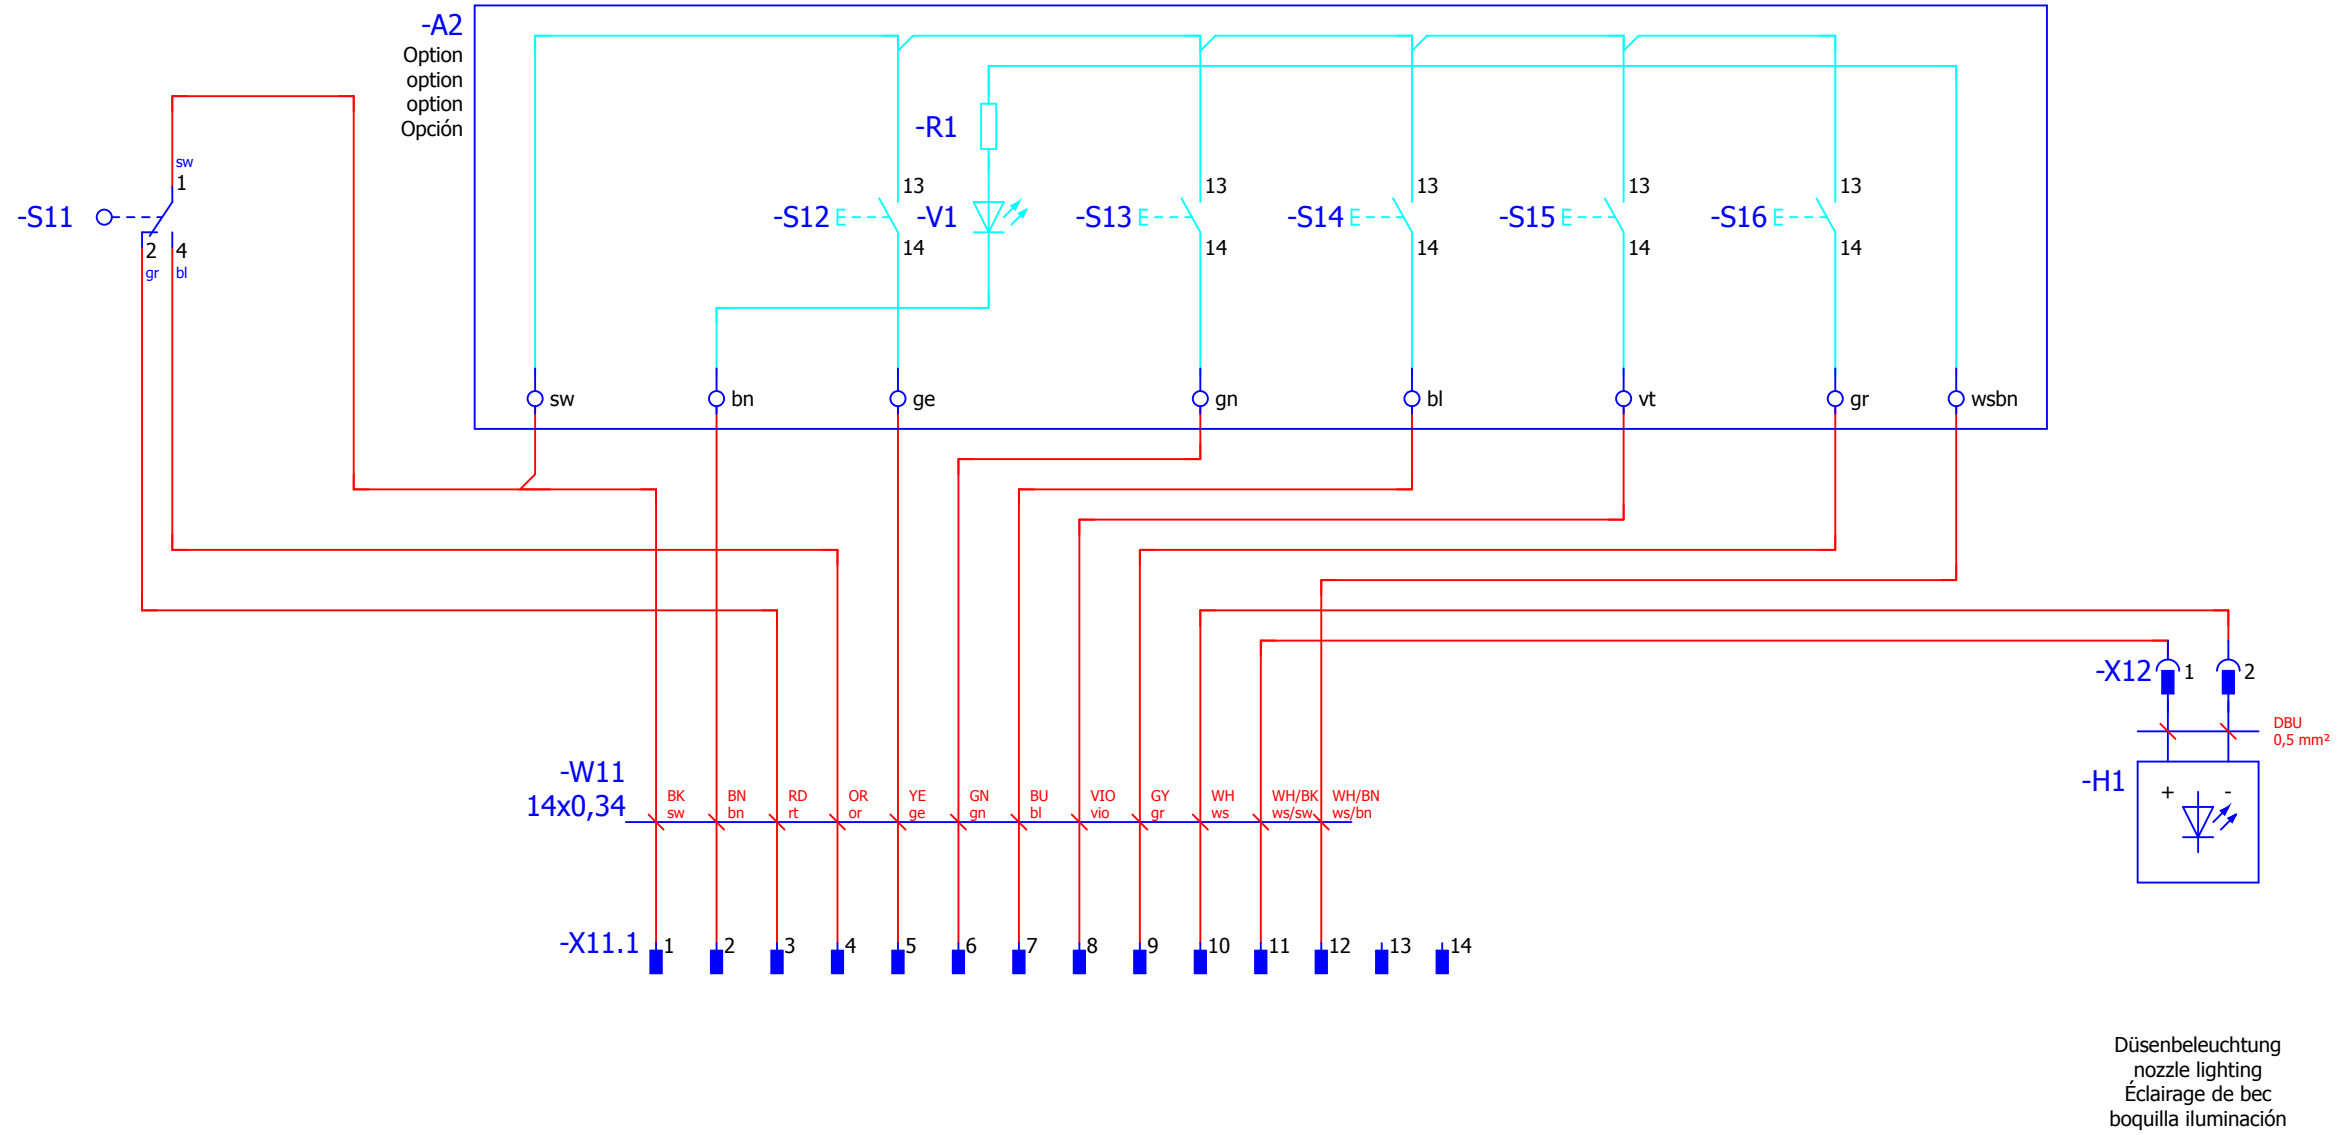 -A2
Option
option
option
Opción
-R1
sw
1
-S11
2
4
gr
bl
13
-S12
14
-V1
13
-S13
14
13
-S14
14
13
-S15
14
13
-S16
14
sw
bn
ge
gn
bl
vt
gr
wsbn
-X12
1
2
DBU
0,5 mm²
-H1
+
-
-W11
14x0,34
BK
sw
BN
bn
RD
rt
OR
or
YE
ge
GN
gn
BU
bl
VIO
vio
GY
gr
WH
ws
WH/BK
ws/sw
WH/BN
ws/bn
-X11.1
1
2
3
4
5
6
7
8
9
10
11
12
13
14
Düsenbeleuchtung
nozzle lighting
Éclairage de bec
boquilla iluminación